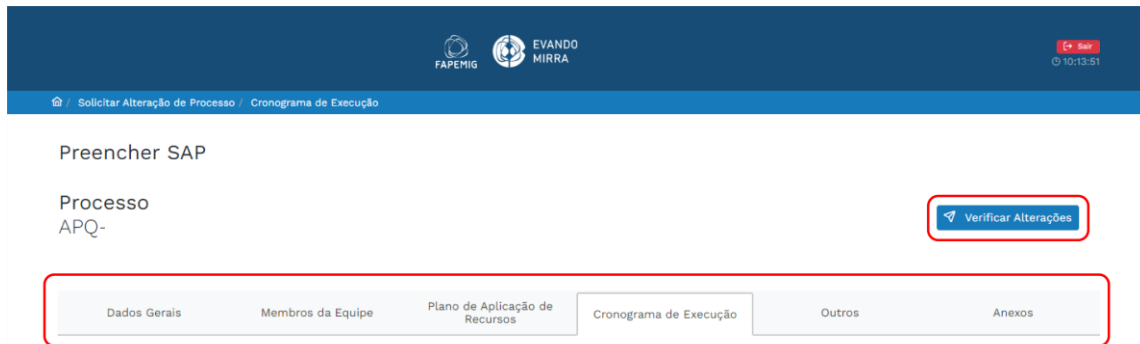 FAPEMIG
EVANDO
MIRRA
Sair
10:13:51
/ Solicitar Alteração de Processo / Cronograma de Execução
Preencher SAP
Processo
APQ-
Verificar Alterações
Dados Gerais
Membros da Equipe
Plano de Aplicação de
Recursos
Cronograma de Execução
Outros
Anexos